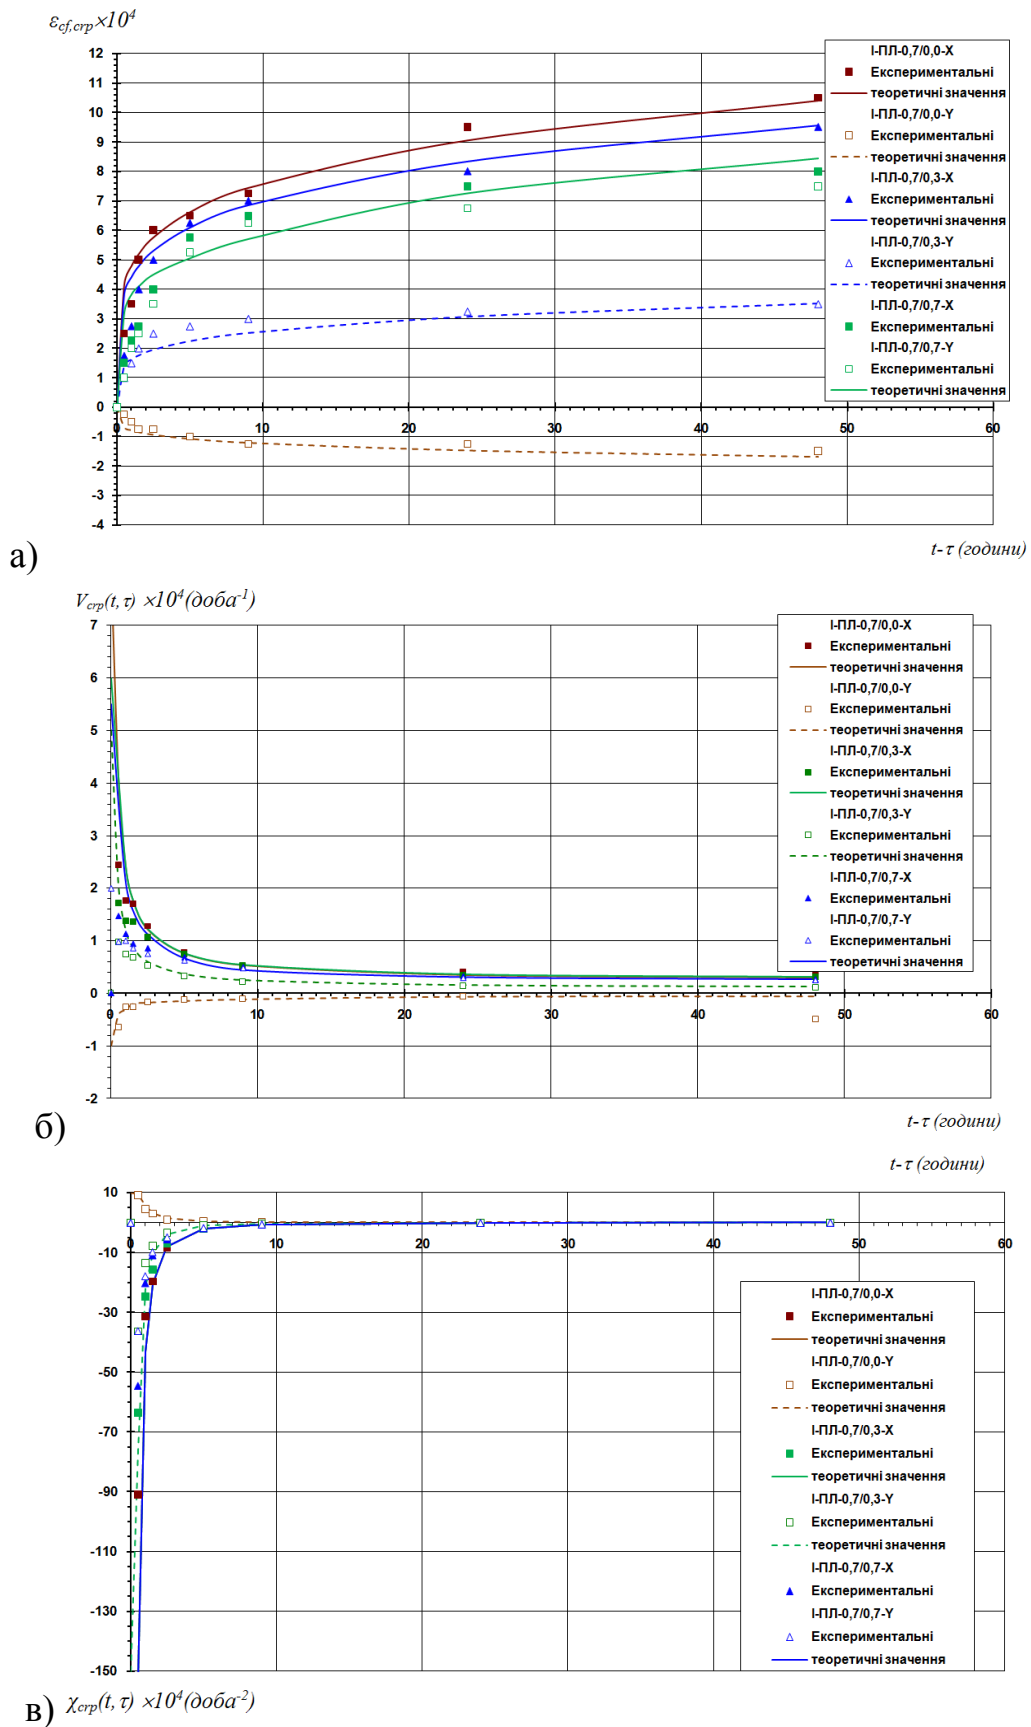 ε_cf,crp×10⁴
12
11
10
9
8
7
6
5
4
3
2
1
0
-1
-2
-3
-4
0
10
20
30
40
50
60
І-ПЛ-0,7/0,0-X
Експериментальні
теоретичні значення
І-ПЛ-0,7/0,0-Y
Експериментальні
теоретичні значення
І-ПЛ-0,7/0,3-X
Експериментальні
теоретичні значення
І-ПЛ-0,7/0,3-Y
Експериментальні
теоретичні значення
І-ПЛ-0,7/0,7-X
Експериментальні
І-ПЛ-0,7/0,7-Y
Експериментальні
теоретичні значення
t-τ (години)
а)
V_crp(t,τ) ×10⁴(доба⁻¹)
7
6
5
4
3
2
1
0
-1
-2
0
10
20
30
40
50
60
І-ПЛ-0,7/0,0-X
Експериментальні
теоретичні значення
І-ПЛ-0,7/0,0-Y
Експериментальні
теоретичні значення
І-ПЛ-0,7/0,3-X
Експериментальні
теоретичні значення
І-ПЛ-0,7/0,3-Y
Експериментальні
теоретичні значення
І-ПЛ-0,7/0,7-X
Експериментальні
І-ПЛ-0,7/0,7-Y
Експериментальні
теоретичні значення
б)
t-τ (години)
t-τ (години)
10
-10
-30
-50
-70
-90
-110
-130
-150
0
10
20
30
40
50
60
І-ПЛ-0,7/0,0-X
Експериментальні
теоретичні значення
І-ПЛ-0,7/0,0-Y
Експериментальні
теоретичні значення
І-ПЛ-0,7/0,3-X
Експериментальні
теоретичні значення
І-ПЛ-0,7/0,3-Y
Експериментальні
теоретичні значення
І-ПЛ-0,7/0,7-X
Експериментальні
І-ПЛ-0,7/0,7-Y
Експериментальні
теоретичні значення
в) χ_crp(t,τ) ×10⁴(доба⁻²)